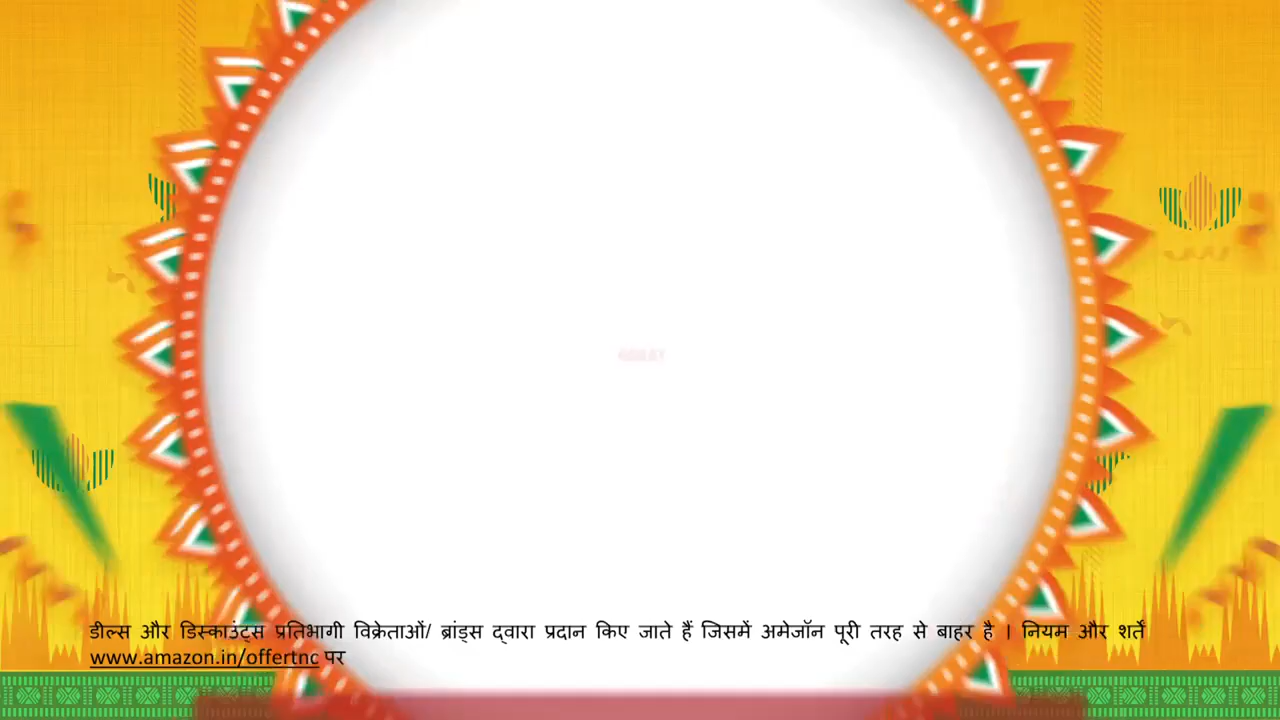 डील्स और डिस्काउंट्स प्रतिभागी विक्रेताओं/ ब्रांड्स द्वारा प्रदान किए जाते हैं जिसमें अमेजॉन पूरी तरह से बाहर है । नियम और शर्तें
www.amazon.in/offertnc पर